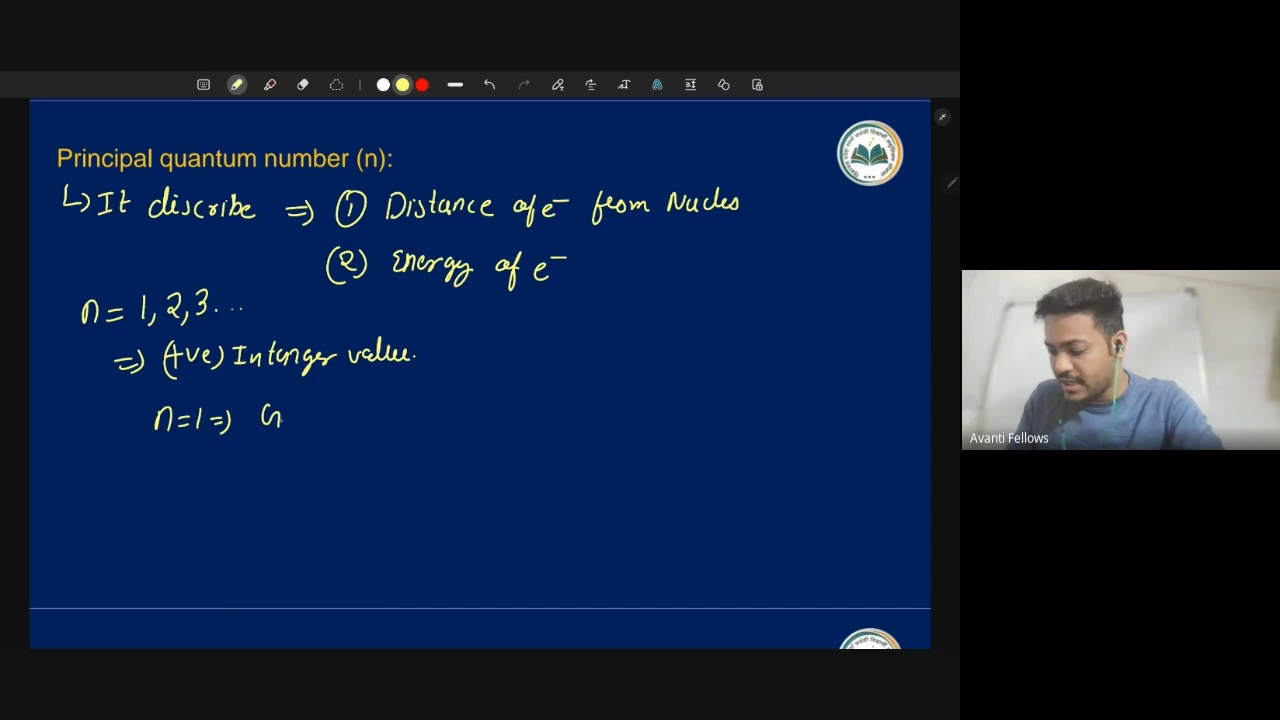 Principal quantum number (n):
↳ It discribe ⇒ ① Distance of e⁻ from Nucles
(2) Energy of e⁻
n = 1, 2, 3 ...
⇒ (+ve) Intanger value.
n = 1 ⇒ G
Avanti Fellows